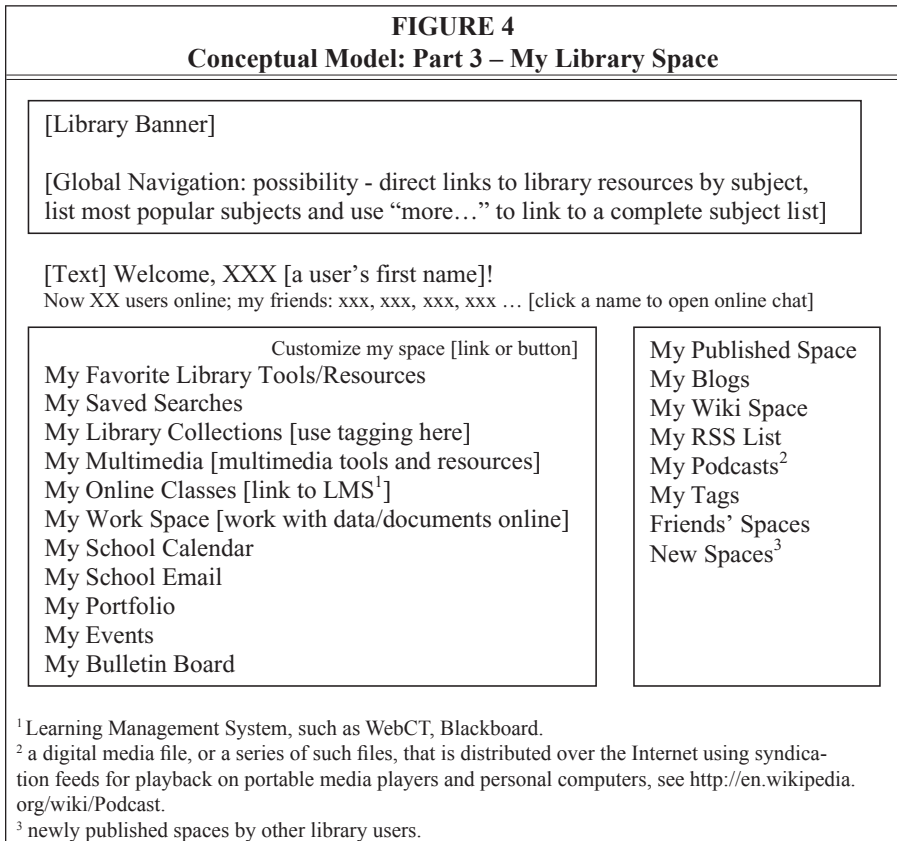 FIGURE 4
Conceptual Model: Part 3 – My Library Space
[Library Banner]
[Global Navigation: possibility - direct links to library resources by subject,
list most popular subjects and use “more…” to link to a complete subject list]
[Text] Welcome, XXX [a user’s first name]!
Now XX users online; my friends: xxx, xxx, xxx, xxx … [click a name to open online chat]
Customize my space [link or button]
My Favorite Library Tools/Resources
My Saved Searches
My Library Collections [use tagging here]
My Multimedia [multimedia tools and resources]
My Online Classes [link to LMS¹]
My Work Space [work with data/documents online]
My School Calendar
My School Email
My Portfolio
My Events
My Bulletin Board
My Published Space
My Blogs
My Wiki Space
My RSS List
My Podcasts²
My Tags
Friends’ Spaces
New Spaces³
¹ Learning Management System, such as WebCT, Blackboard.
² a digital media file, or a series of such files, that is distributed over the Internet using syndica-
tion feeds for playback on portable media players and personal computers, see http://en.wikipedia.
org/wiki/Podcast.
³ newly published spaces by other library users.